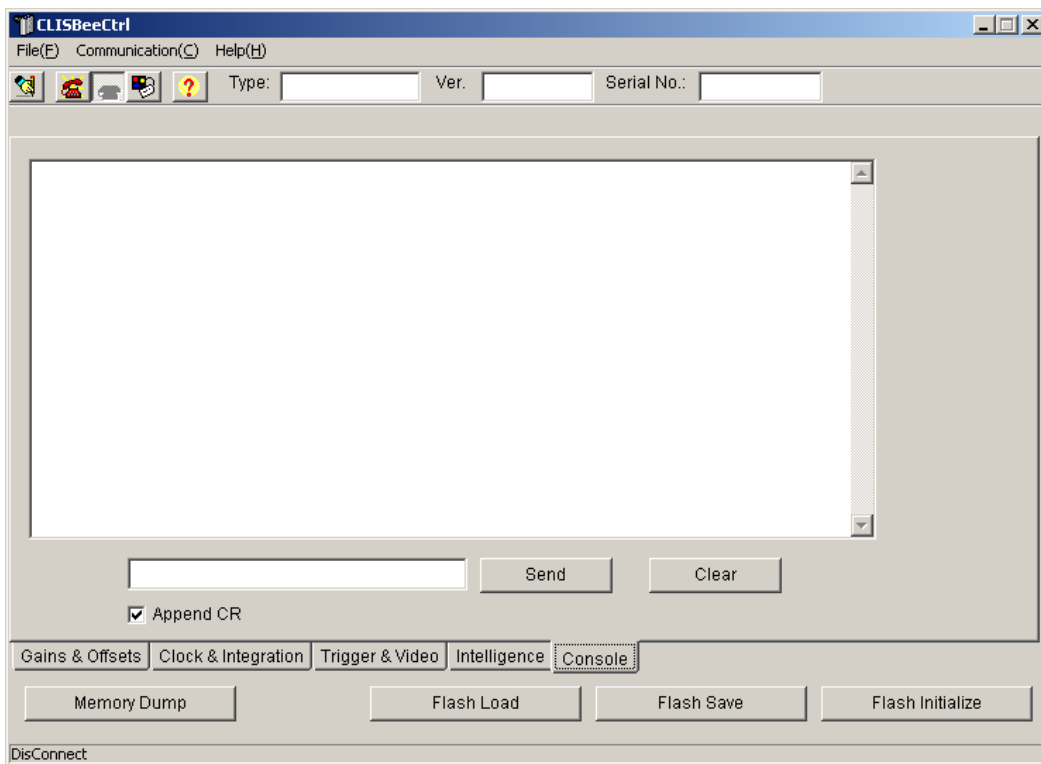 CLISBeeCtrl
File(F) Communication(C) Help(H)
? Type: Ver. Serial No.:
Send Clear
Append CR
Gains & Offsets Clock & Integration Trigger & Video Intelligence Console
Memory Dump Flash Load Flash Save Flash Initialize
DisConnect